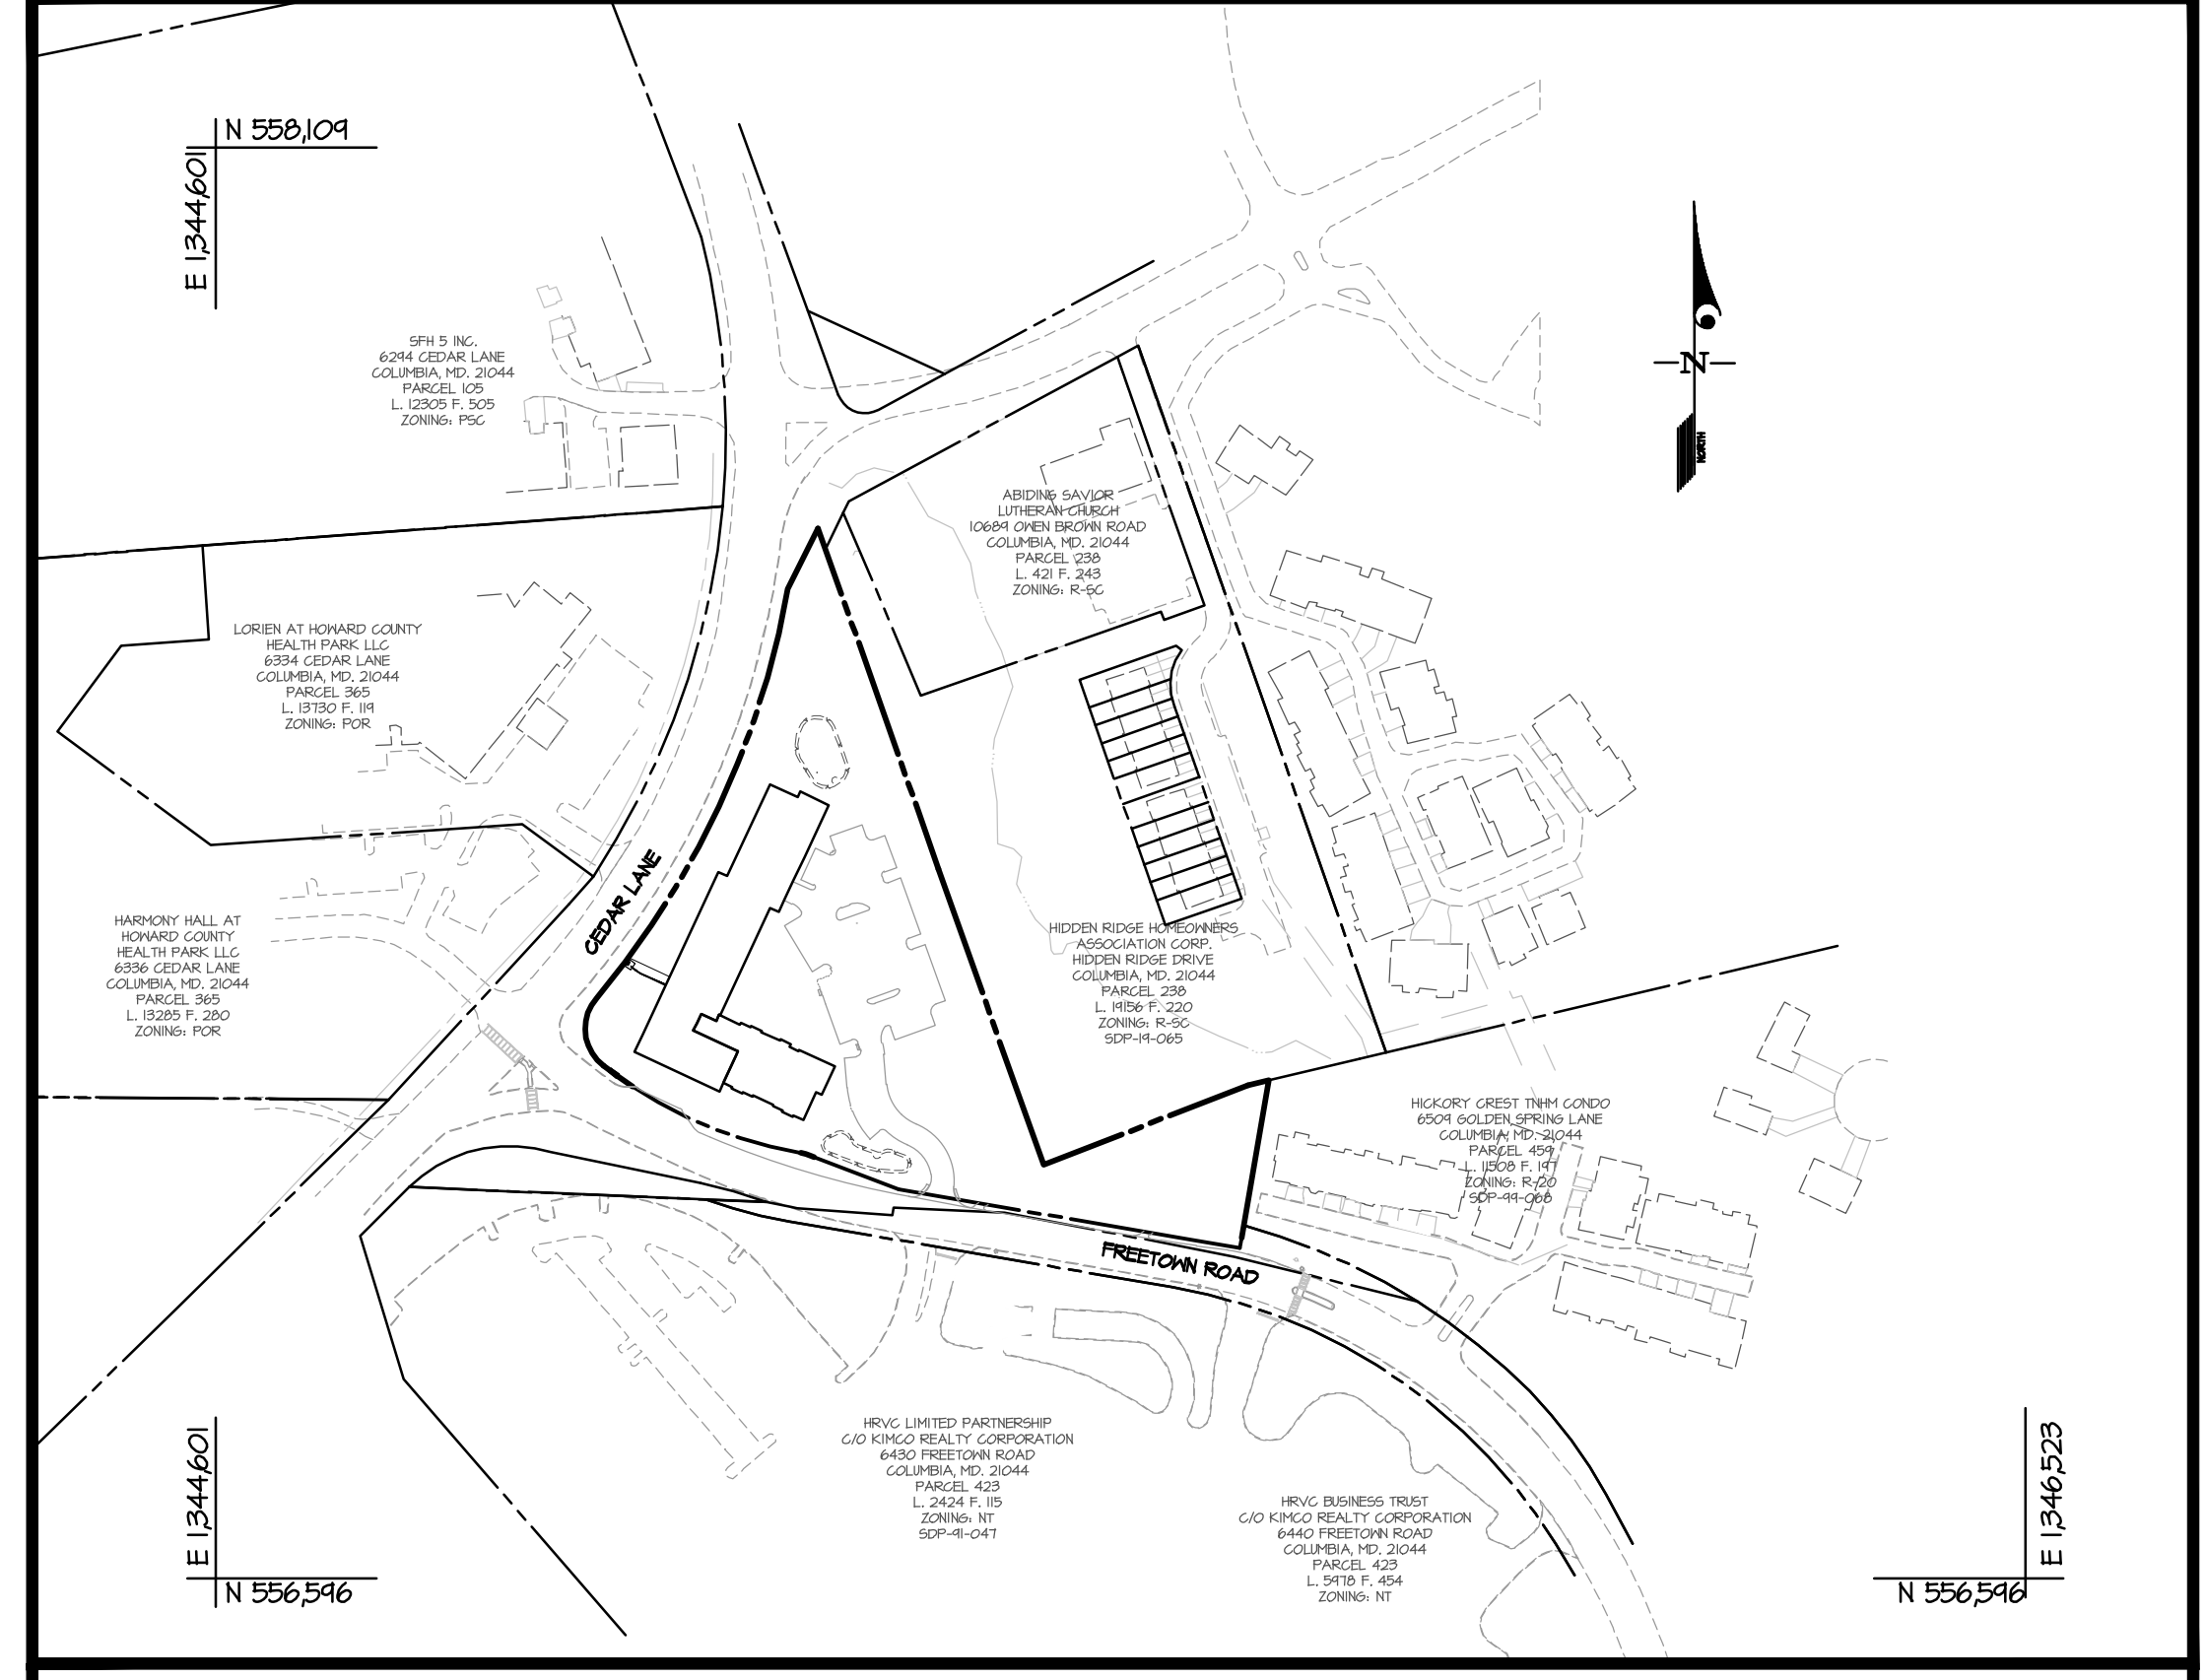 N 558,109
E 1,344,601
SFH 5 INC.
6294 CEDAR LANE
COLUMBIA, MD. 21044
PARCEL 105
L. 12305 F. 505
ZONING: PSC
N
NORTH
ABIDING SAVIOR
LUTHERAN CHURCH
10689 OWEN BROWN ROAD
COLUMBIA, MD. 21044
PARCEL 238
L. 421 F. 243
ZONING: R-SC
LORIEN AT HOWARD COUNTY
HEALTH PARK LLC
6334 CEDAR LANE
COLUMBIA, MD. 21044
PARCEL 365
L. 13730 F. 119
ZONING: POR
CEDAR LANE
HARMONY HALL AT
HOWARD COUNTY
HEALTH PARK LLC
6336 CEDAR LANE
COLUMBIA, MD. 21044
PARCEL 365
L. 13285 F. 280
ZONING: POR
HIDDEN RIDGE HOMEOWNERS
ASSOCIATION CORP.
HIDDEN RIDGE DRIVE
COLUMBIA, MD. 21044
PARCEL 238
L. 19156 F. 220
ZONING: R-SC
SDP-19-065
HICKORY CREST TNHM CONDO
6509 GOLDEN SPRING LANE
COLUMBIA, MD. 21044
PARCEL 459
L. 11508 F. 197
ZONING: R-20
SDP-99-068
FREETOWN ROAD
HRVC LIMITED PARTNERSHIP
C/O KIMCO REALTY CORPORATION
6430 FREETOWN ROAD
COLUMBIA, MD. 21044
PARCEL 423
L. 2424 F. 115
ZONING: NT
SDP-91-047
HRVC BUSINESS TRUST
C/O KIMCO REALTY CORPORATION
6440 FREETOWN ROAD
COLUMBIA, MD. 21044
PARCEL 423
L. 5978 F. 454
ZONING: NT
E 1,344,601
N 556,596
E 1,346,523
N 556,596